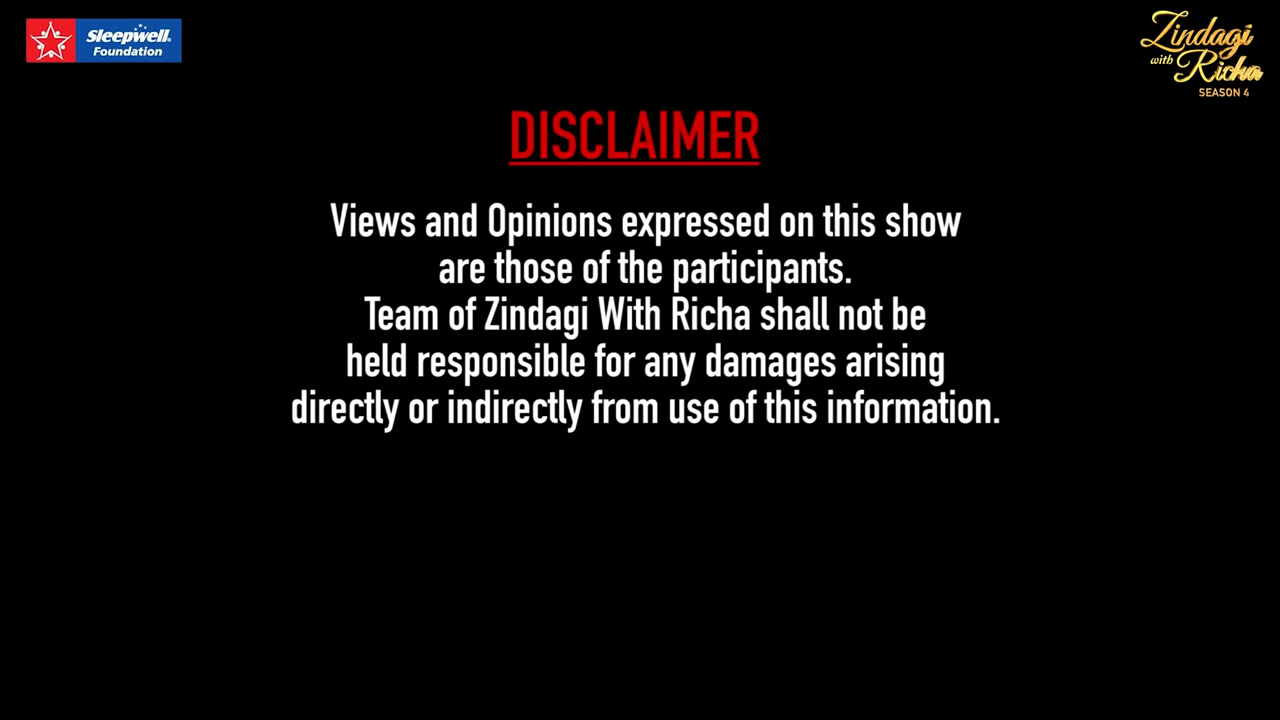 Sleepwell
Foundation
Zindagi
with Richa
SEASON 4
DISCLAIMER
Views and Opinions expressed on this show
are those of the participants.
Team of Zindagi With Richa shall not be
held responsible for any damages arising
directly or indirectly from use of this information.